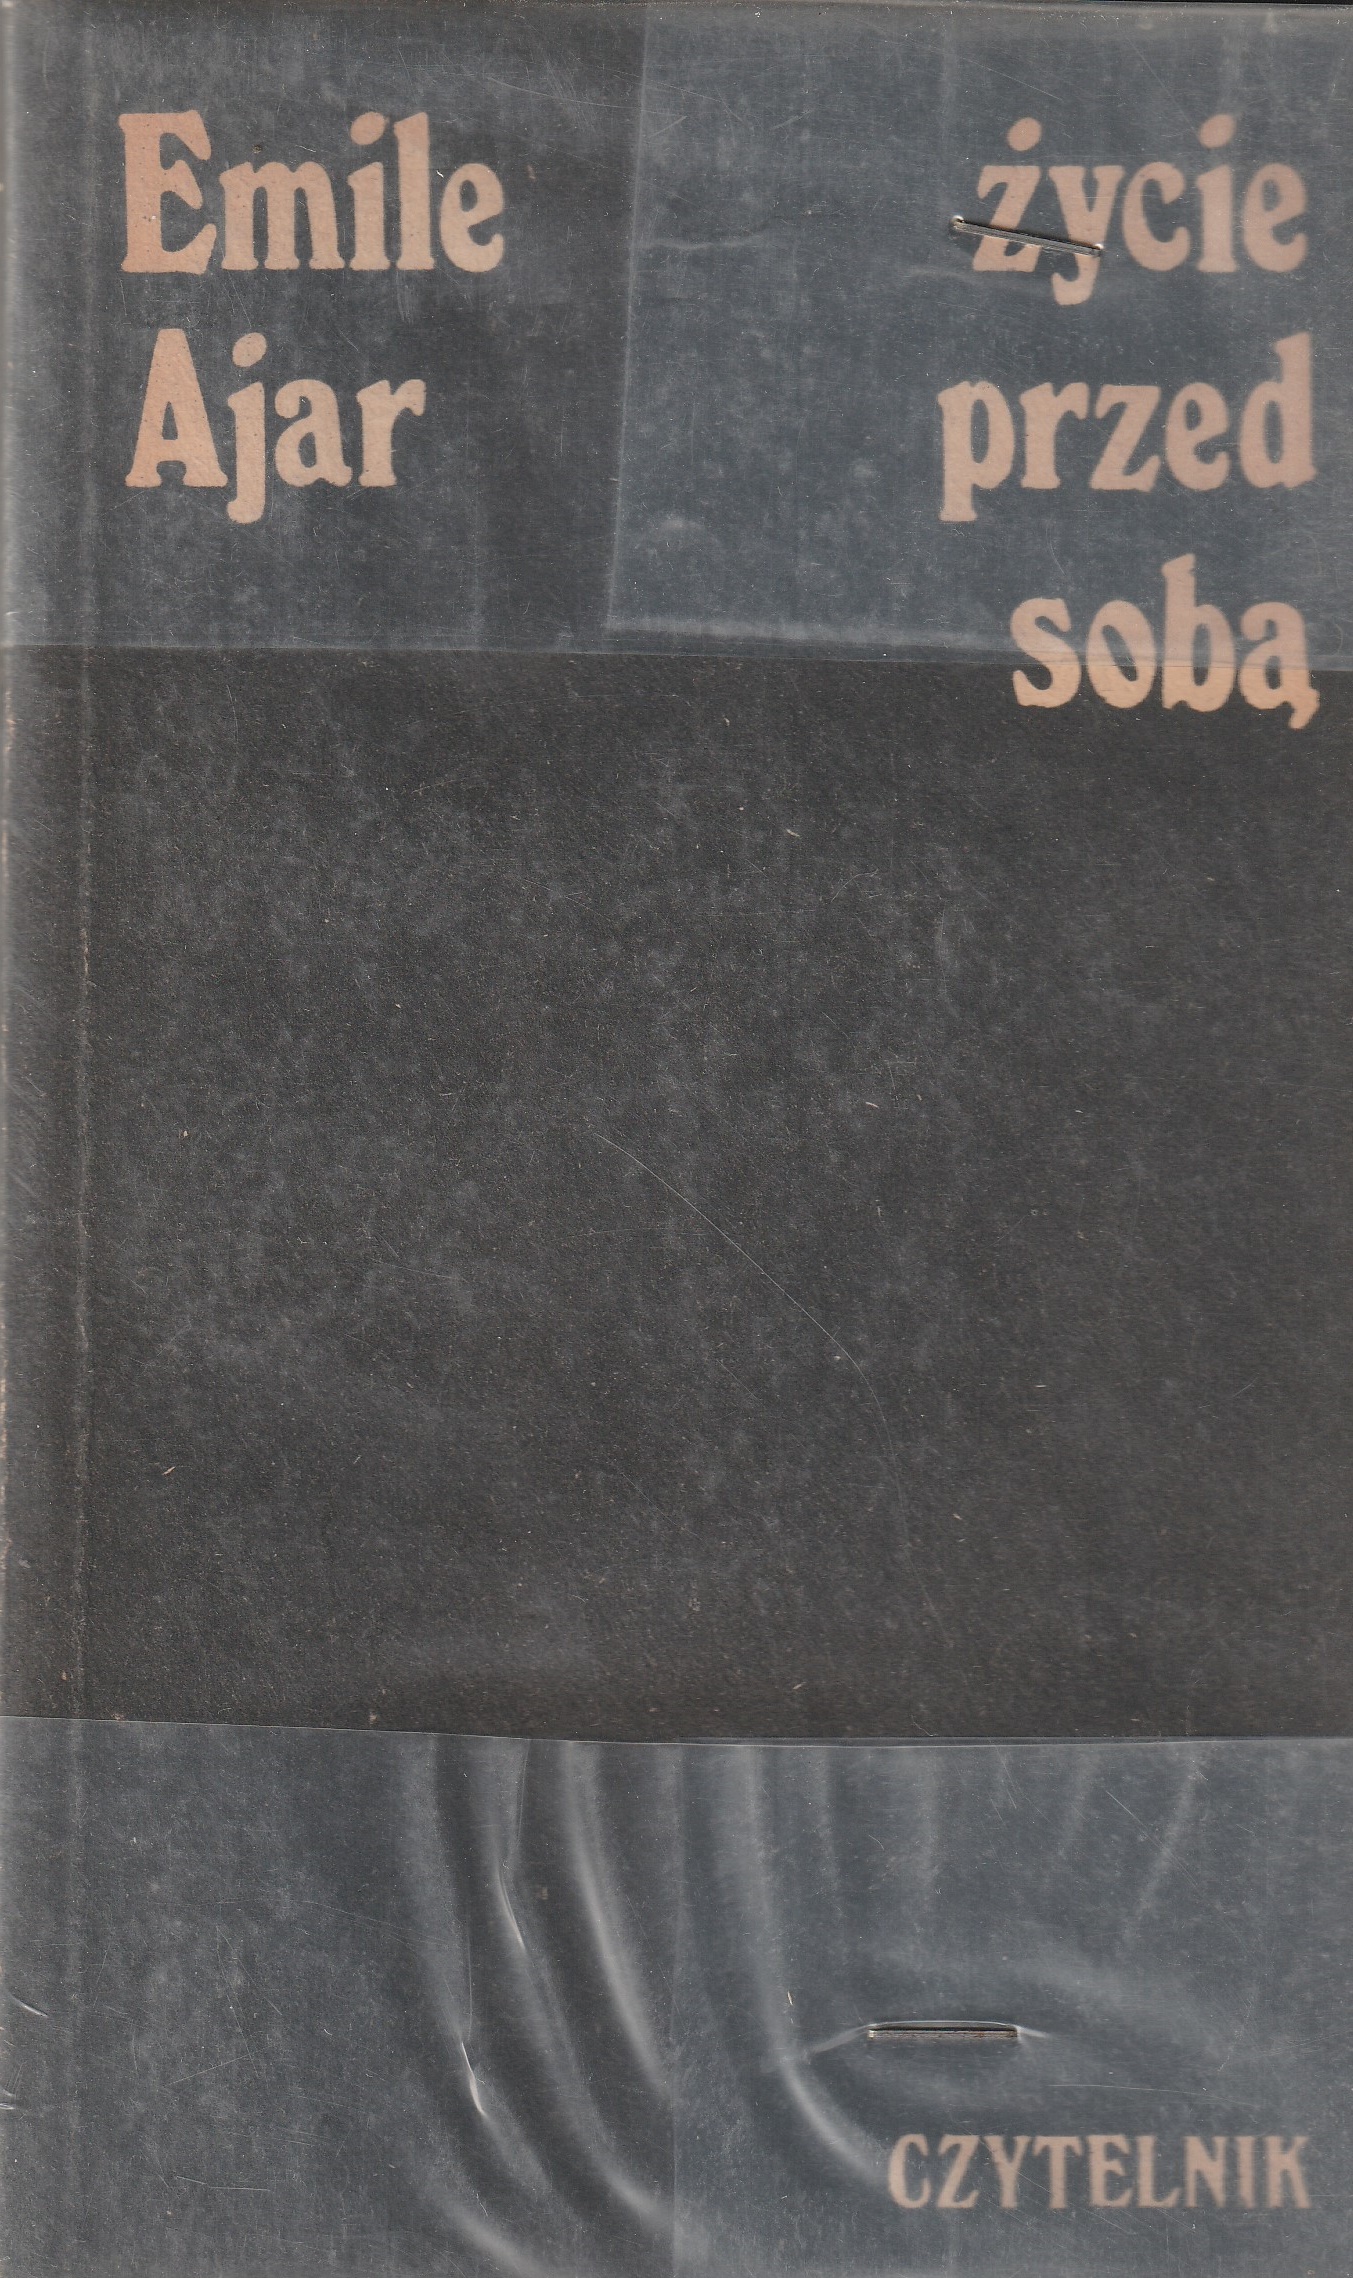 Emile
Ajar
życie
przed
sobą
CZYTELNIK